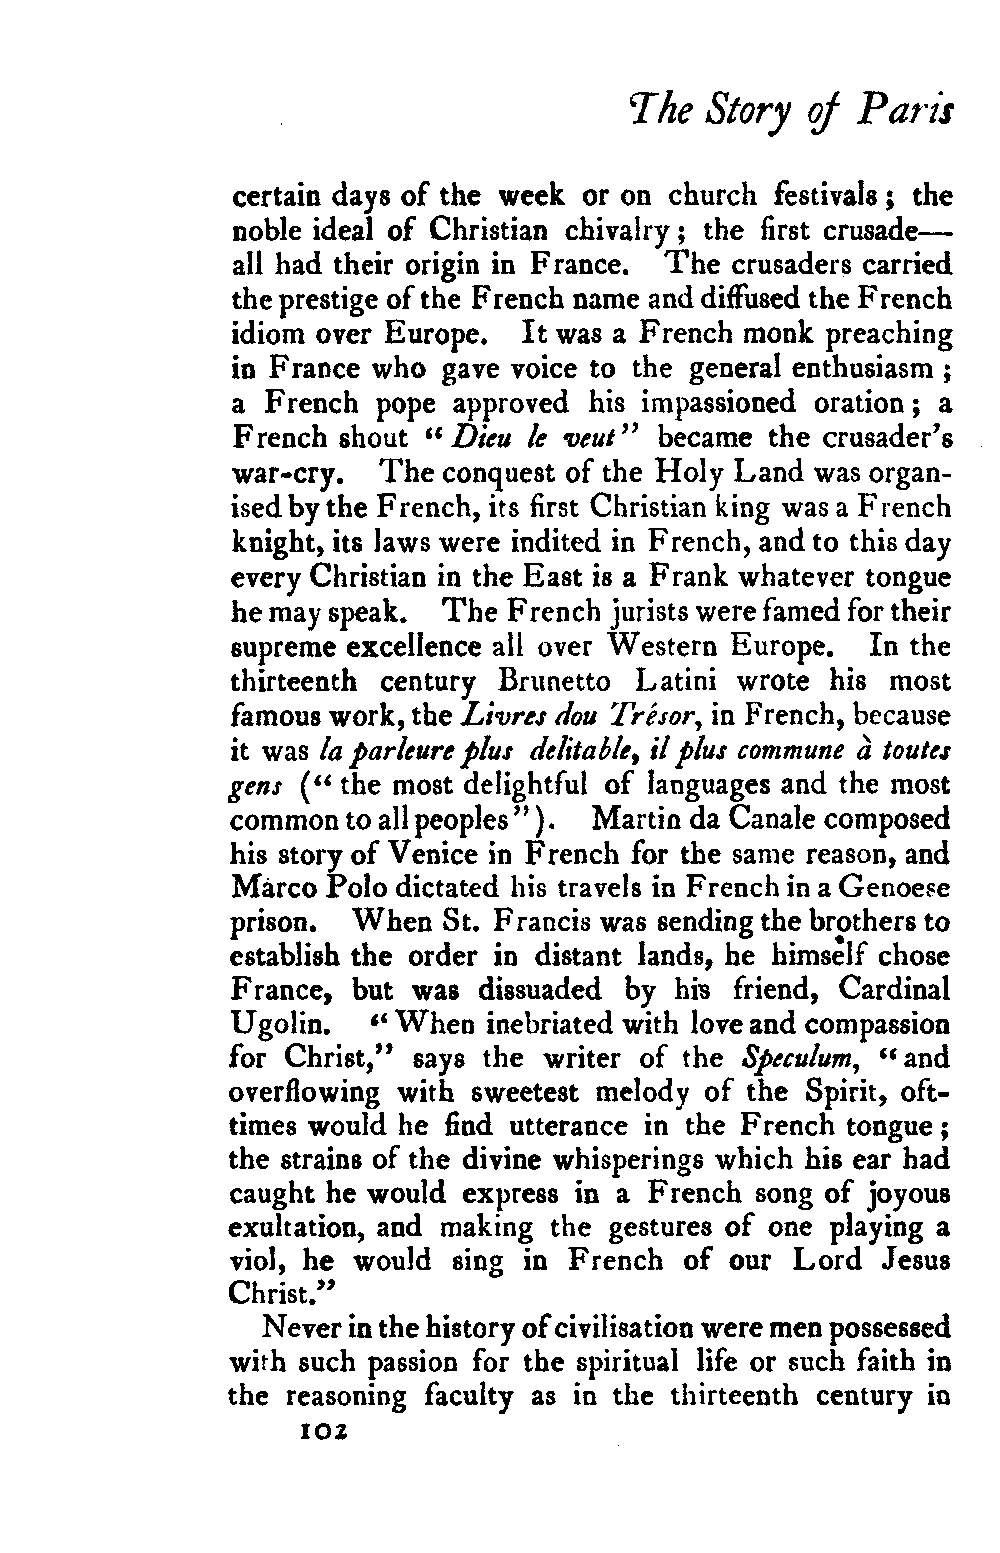 The Story of Paris
certain days of the week or on church festivals; the
noble ideal of Christian chivalry; the first crusade—
all had their origin in France. The crusaders carried
the prestige of the French name and diffused the French
idiom over Europe. It was a French monk preaching
in France who gave voice to the general enthusiasm;
a French pope approved his impassioned oration; a
French shout "Dieu le veut" became the crusader's
war-cry. The conquest of the Holy Land was organ-
ised by the French, its first Christian king was a French
knight, its laws were indited in French, and to this day
every Christian in the East is a Frank whatever tongue
he may speak. The French jurists were famed for their
supreme excellence all over Western Europe. In the
thirteenth century Brunetto Latini wrote his most
famous work, the Livres dou Trésor, in French, because
it was la parleure plus delitable, il plus commune à toutes
gens ("the most delightful of languages and the most
common to all peoples"). Martin da Canale composed
his story of Venice in French for the same reason, and
Marco Polo dictated his travels in French in a Genoese
prison. When St. Francis was sending the brothers to
establish the order in distant lands, he himself chose
France, but was dissuaded by his friend, Cardinal
Ugolin. "When inebriated with love and compassion
for Christ," says the writer of the Speculum, "and
overflowing with sweetest melody of the Spirit, oft-
times would he find utterance in the French tongue;
the strains of the divine whisperings which his ear had
caught he would express in a French song of joyous
exultation, and making the gestures of one playing a
viol, he would sing in French of our Lord Jesus
Christ."
Never in the history of civilisation were men possessed
with such passion for the spiritual life or such faith in
the reasoning faculty as in the thirteenth century in
102